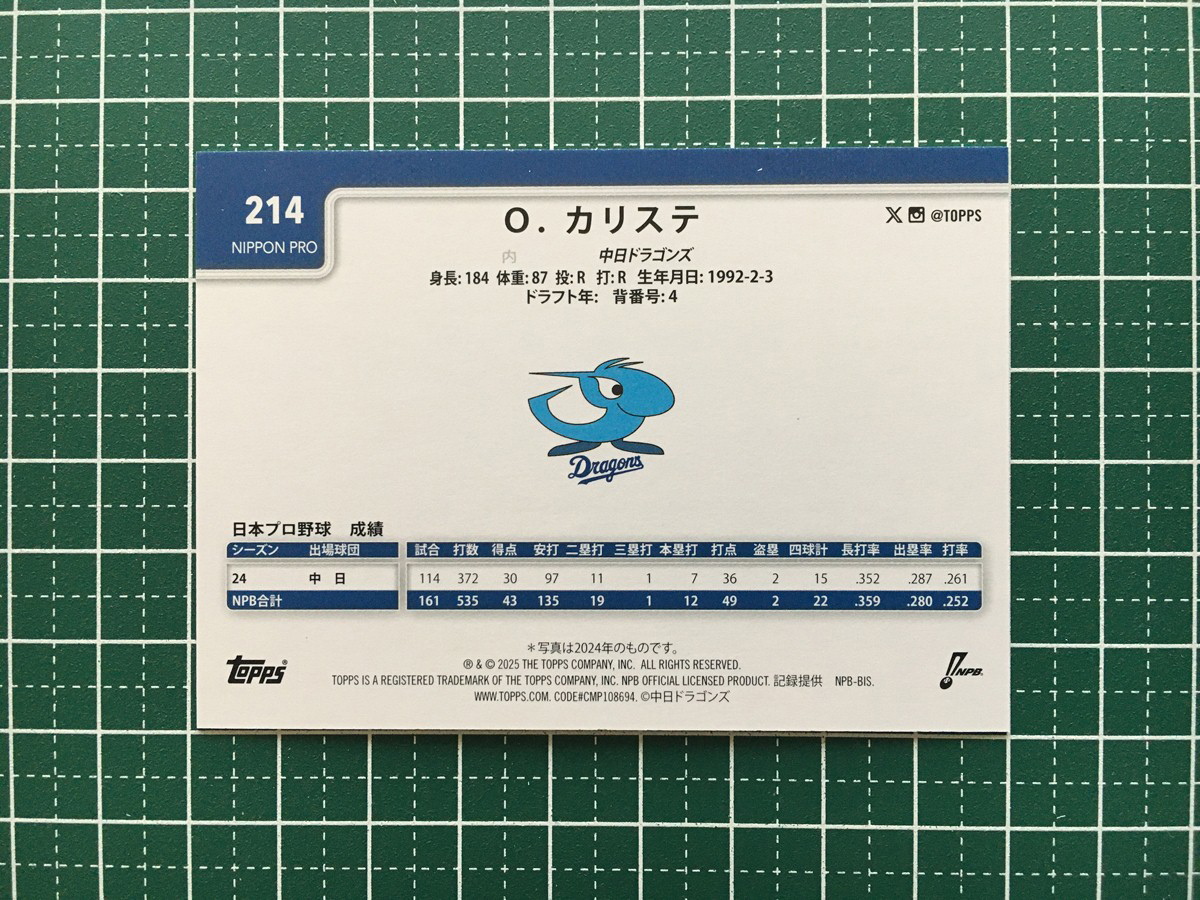 214
NIPPON PRO
O. カリステ
@TOPPS
内 中日ドラゴンズ
身長: 184 体重: 87 投: R 打: R 生年月日: 1992-2-3
ドラフト年: 背番号: 4
Dragons
日本プロ野球 成績
シーズン 出場球団 試合 打数 得点 安打 二塁打 三塁打 本塁打 打点 盗塁 四球計 長打率 出塁率 打率
24 中 日 114 372 30 97 11 1 7 36 2 15 .352 .287 .261
NPB合計 161 535 43 135 19 1 12 49 2 22 .359 .280 .252
＊写真は2024年のものです。
® & © 2025 THE TOPPS COMPANY, INC. ALL RIGHTS RESERVED.
TOPPS IS A REGISTERED TRADEMARK OF THE TOPPS COMPANY, INC. NPB OFFICIAL LICENSED PRODUCT. 記録提供 NPB-BIS.
WWW.TOPPS.COM. CODE#CMP108694. ©中日ドラゴンズ
TOPPS®
NPB